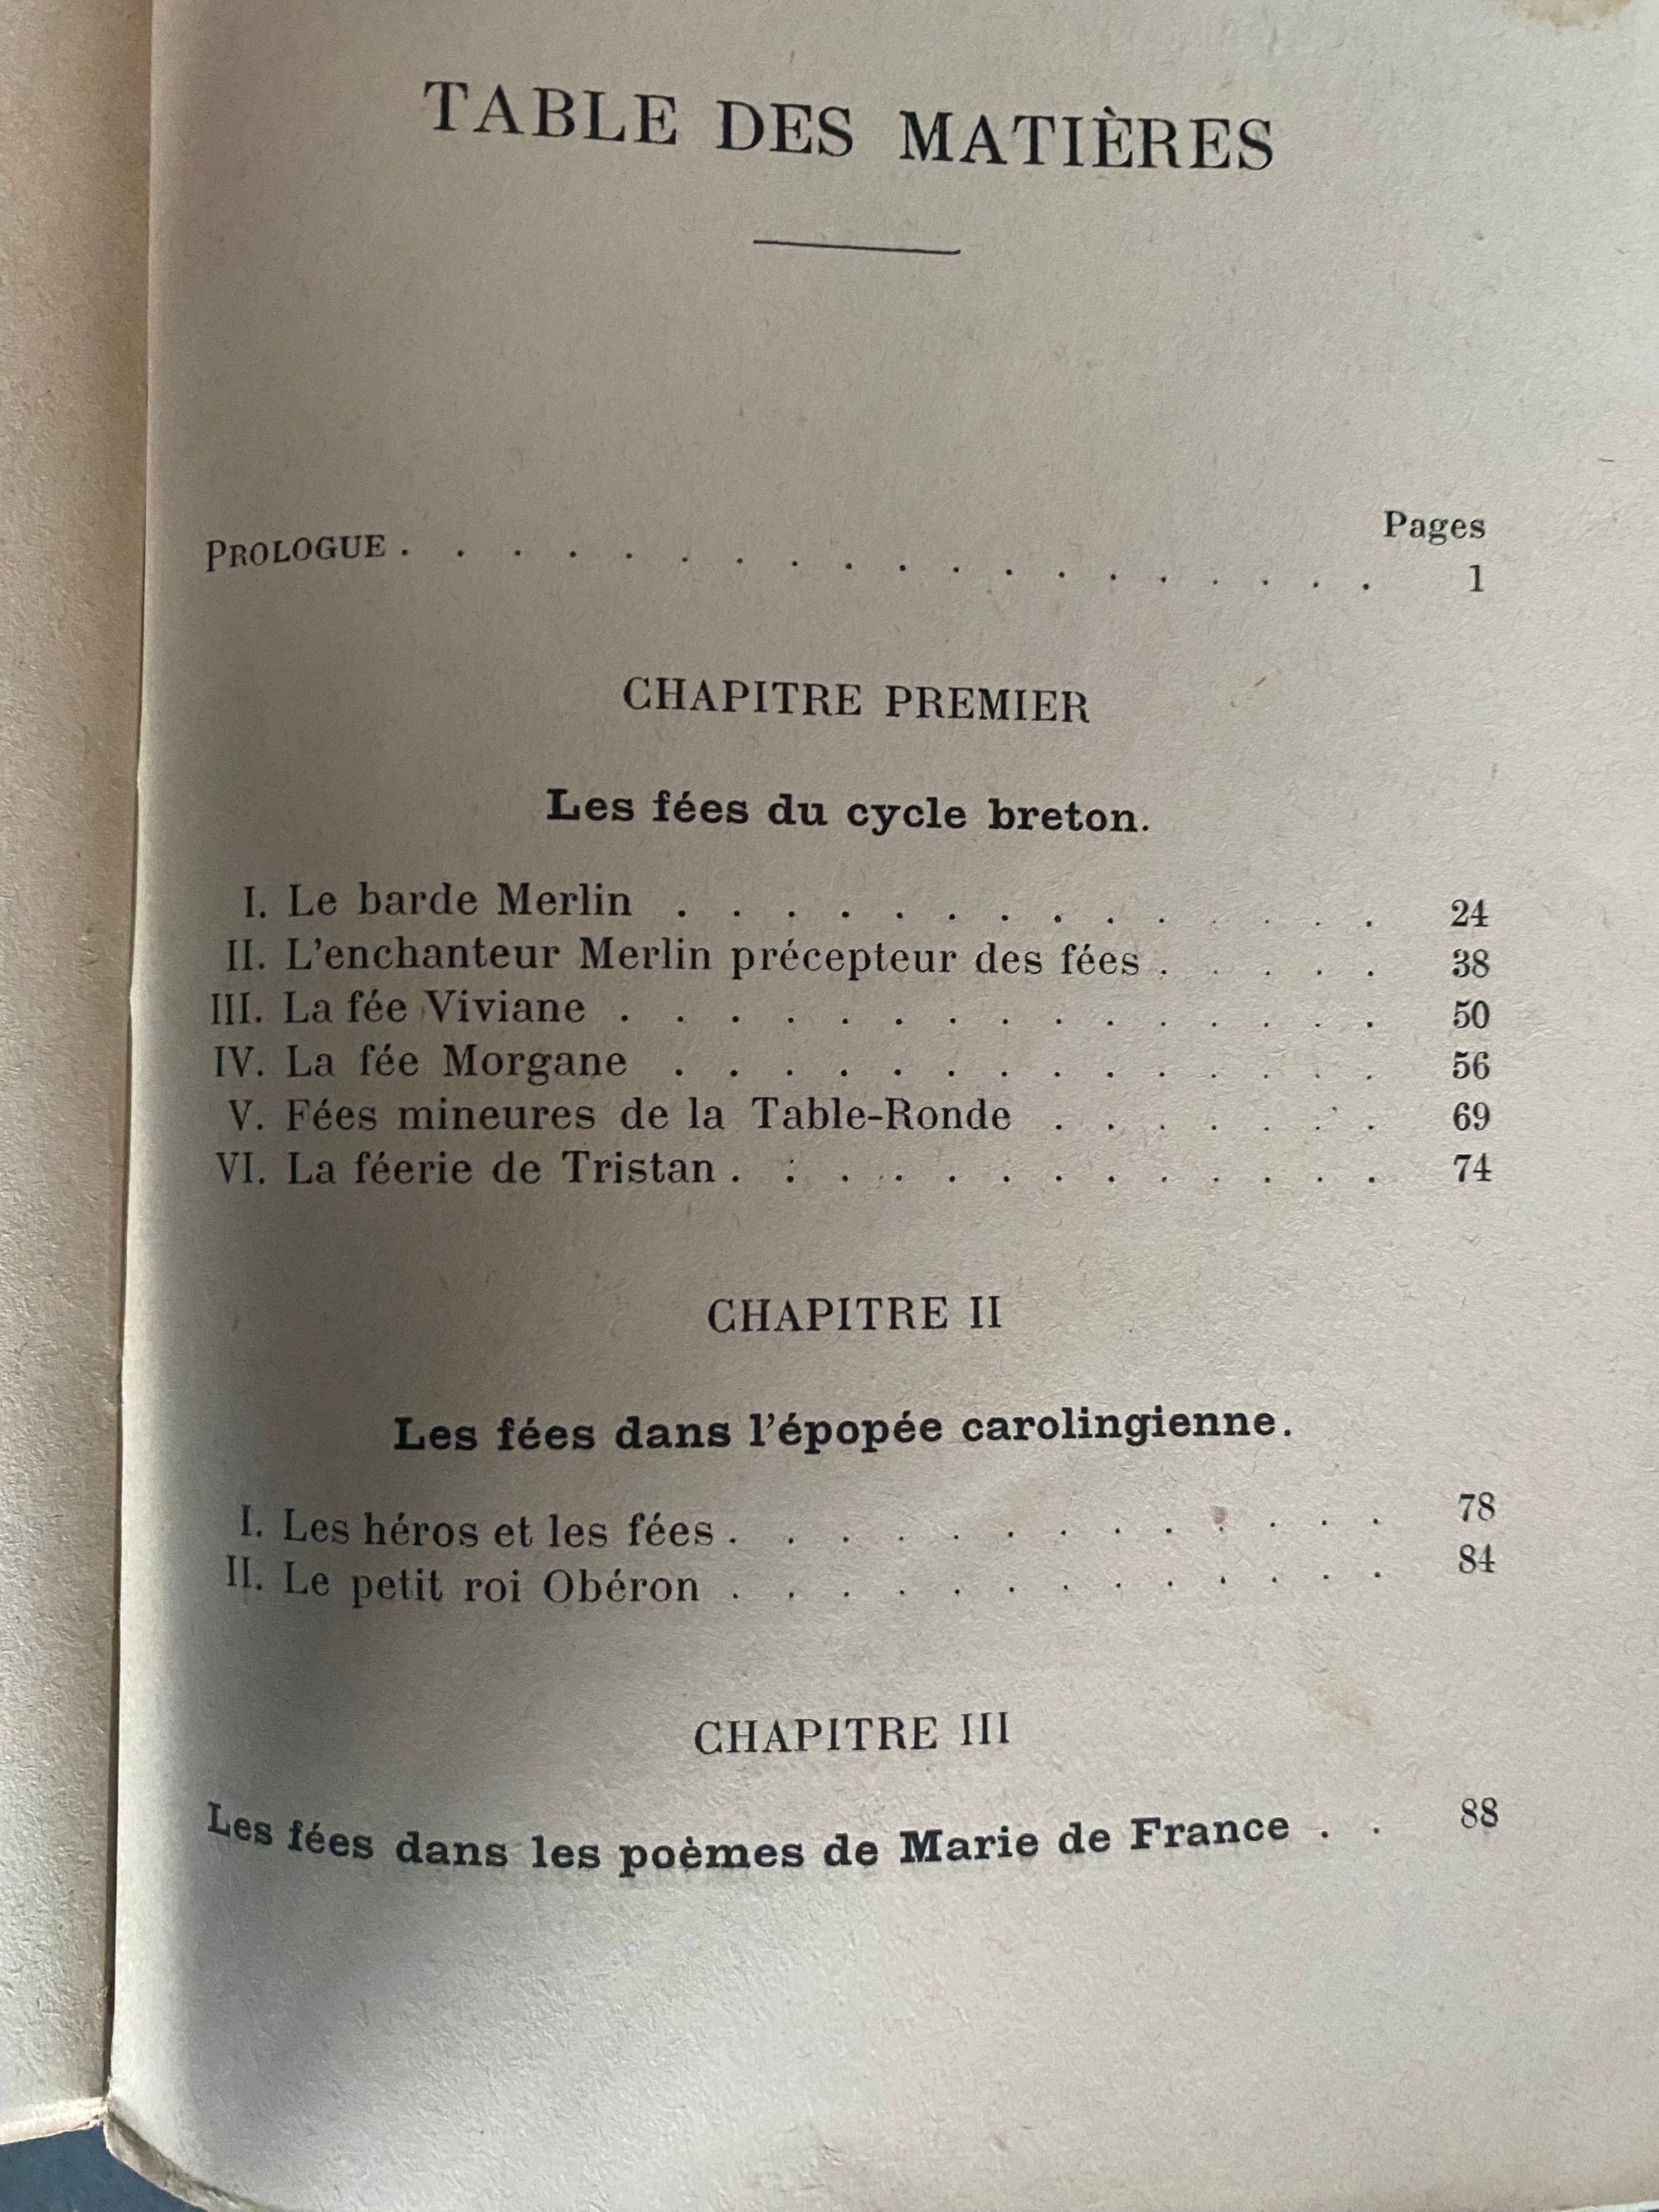 TABLE DES MATIÈRES
Pages
PROLOGUE . . . . . . . . . . . . . . . . . . . 1
CHAPITRE PREMIER
Les fées du cycle breton.
I. Le barde Merlin . . . . . . . . . . . . . . 24
II. L'enchanteur Merlin précepteur des fées . . . . . 38
III. La fée Viviane . . . . . . . . . . . . . . . 50
IV. La fée Morgane . . . . . . . . . . . . . . 56
V. Fées mineures de la Table-Ronde . . . . . . . 69
VI. La féerie de Tristan . . . . . . . . . . . . . 74
CHAPITRE II
Les fées dans l'épopée carolingienne.
I. Les héros et les fées . . . . . . . . . . . . . 78
II. Le petit roi Obéron . . . . . . . . . . . . . 84
CHAPITRE III
Les fées dans les poèmes de Marie de France . . 88